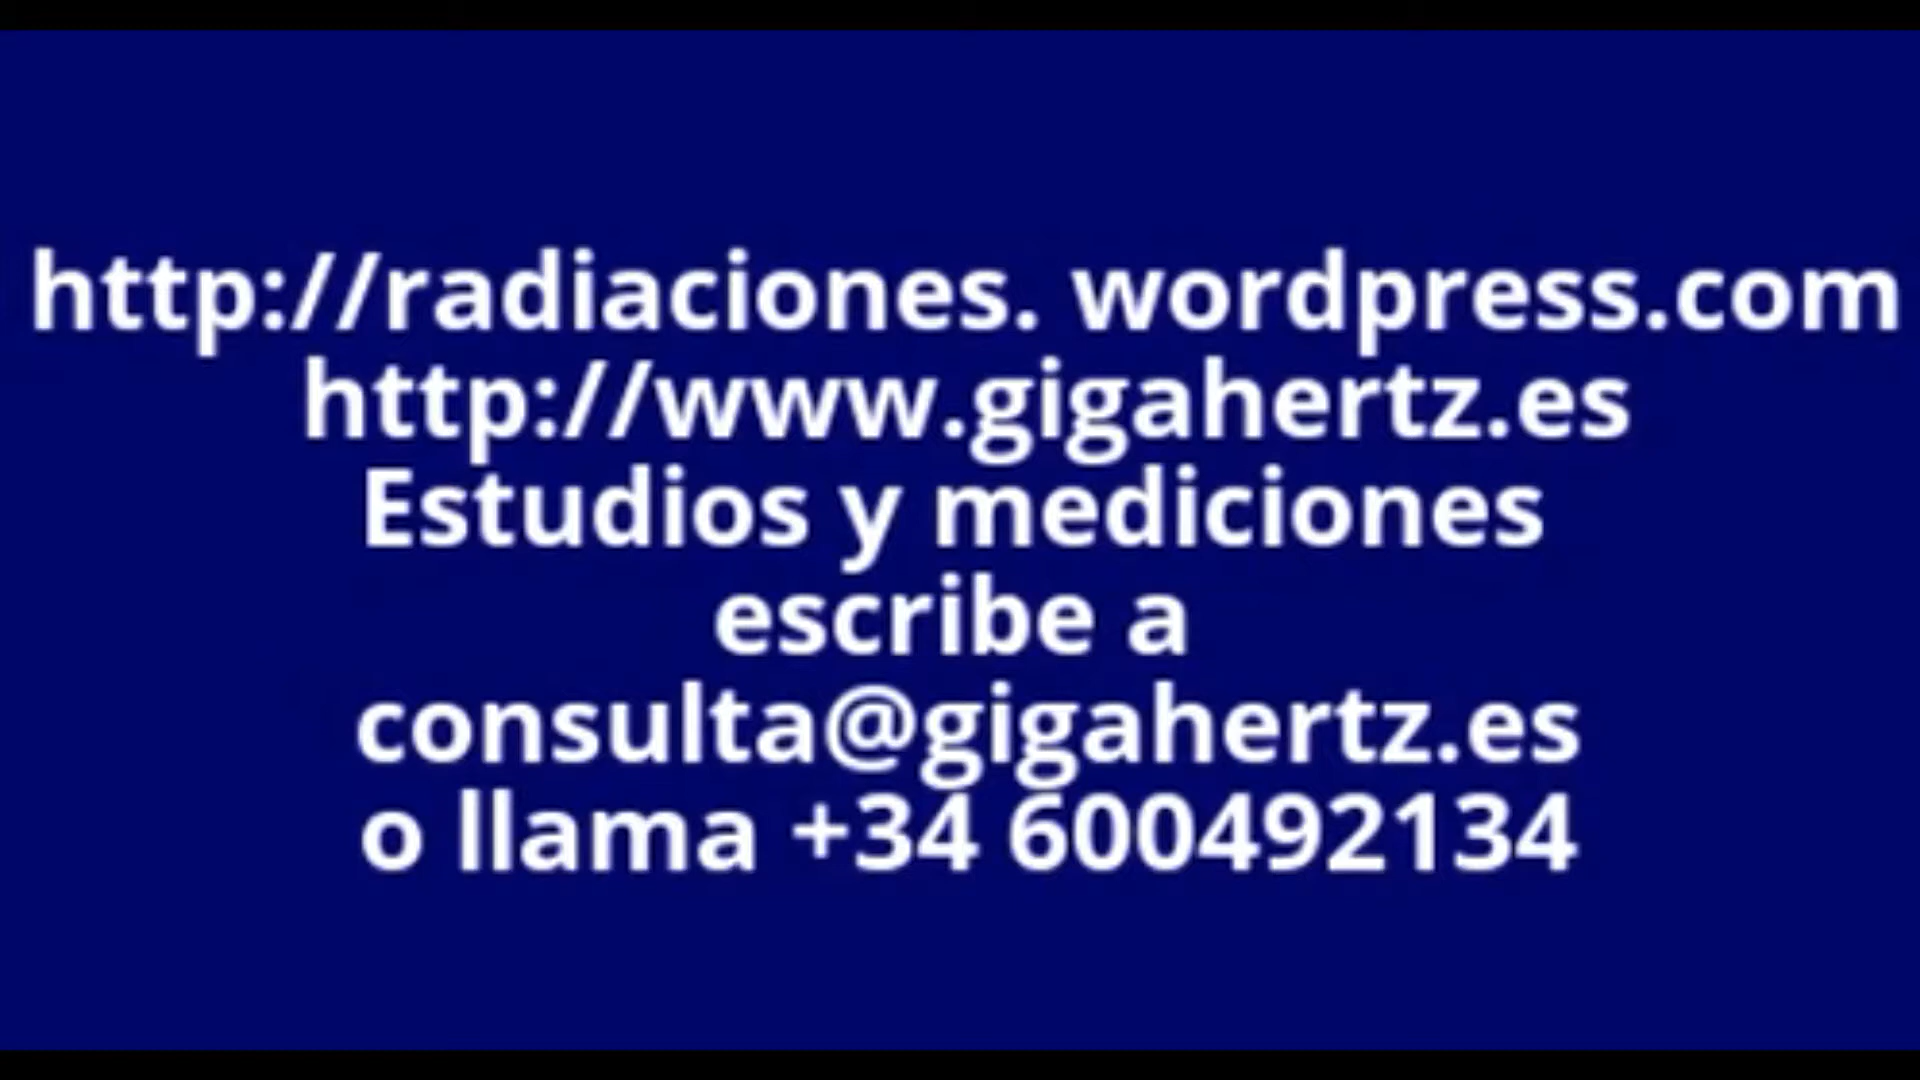 http://radiaciones. wordpress.com
http://www.gigahertz.es
Estudios y mediciones
escribe a
consulta@gigahertz.es
o llama +34 600492134